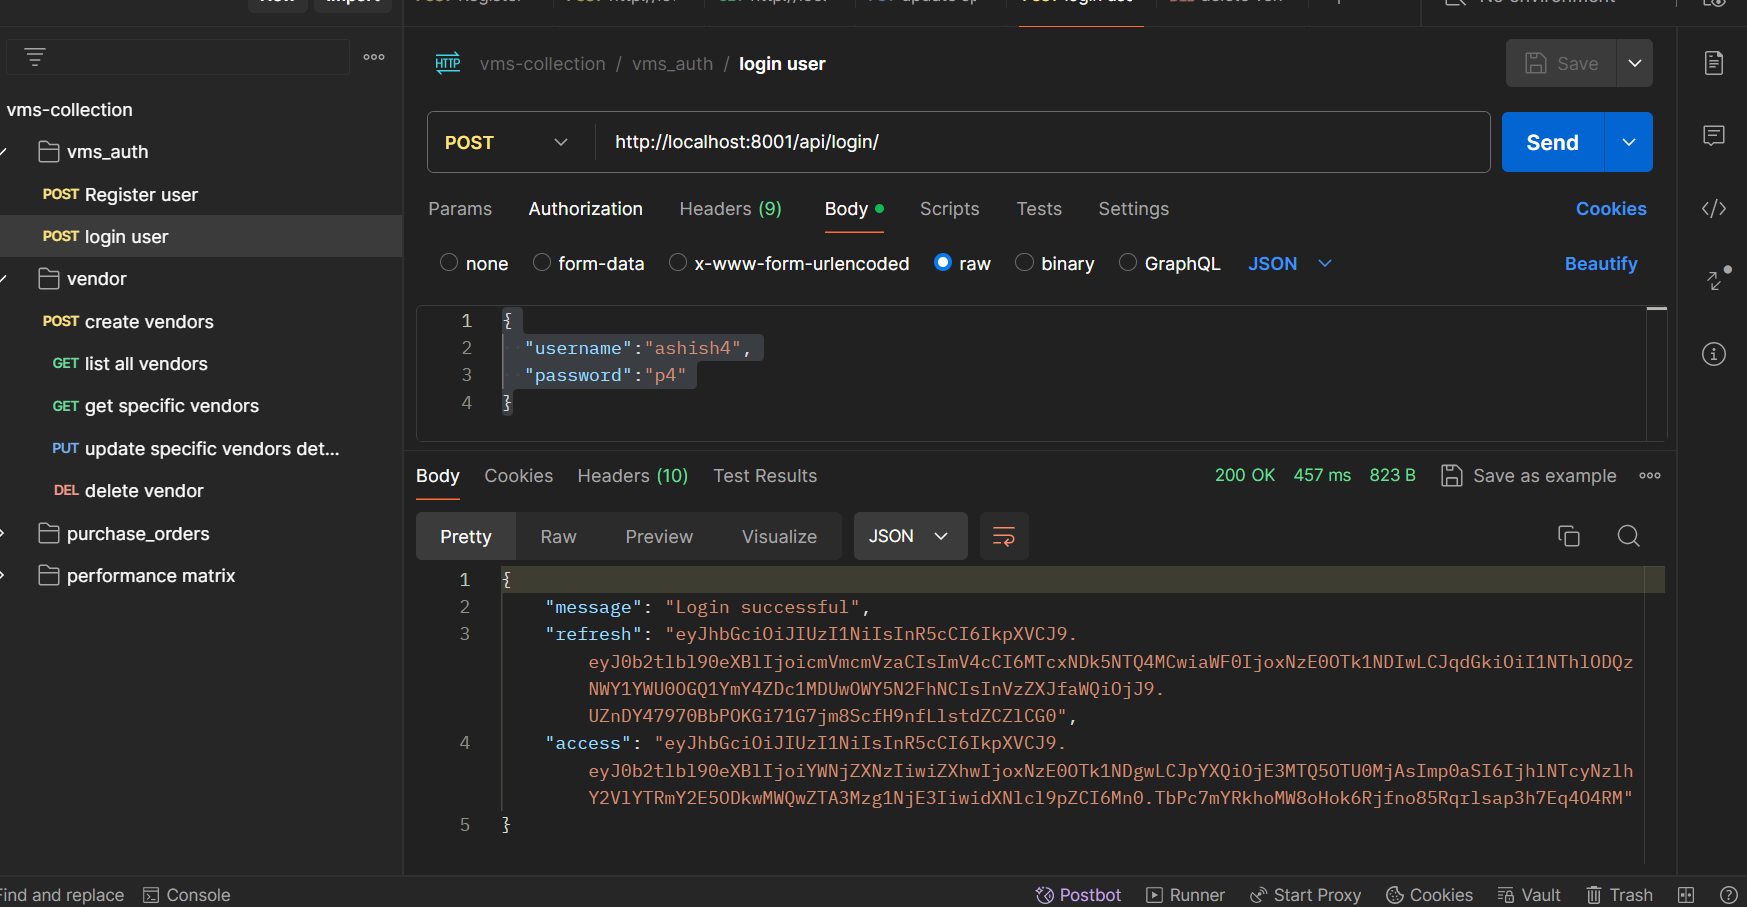 vms-collection / vms_auth / login user
Save
vms-collection
vms_auth
POST Register user
POST login user
vendor
POST create vendors
GET list all vendors
GET get specific vendors
PUT update specific vendors det...
DEL delete vendor
purchase_orders
performance matrix
POST
http://localhost:8001/api/login/
Send
Params Authorization Headers (9) Body Scripts Tests Settings Cookies
none form-data x-www-form-urlencoded raw binary GraphQL JSON Beautify
1 {
2 "username":"ashish4",
3 "password":"p4"
4 }
Body Cookies Headers (10) Test Results 200 OK 457 ms 823 B Save as example
Pretty Raw Preview Visualize JSON
1 {
2 "message": "Login successful",
3 "refresh": "eyJhbGciOiJIUzI1NiIsInR5cCI6IkpXVCJ9.
eyJ0b2tlbl90eXBlIjoicmVmcmVzaCIsImV4cCI6MTcxNDk5NTQ4MCwiaWF0IjoxNzE0OTk1NDIwLCJqdGkiOiI1NThlODQz
NWY1YWU0OGQ1YmY4ZDc1MDUwOWY5N2FhNCIsInVzZXJfaWQiOjJ9.
UZnDY47970BbPOKGi71G7jm8ScfH9nfLlstdZCZlCG0",
4 "access": "eyJhbGciOiJIUzI1NiIsInR5cCI6IkpXVCJ9.
eyJ0b2tlbl90eXBlIjoiYWNjZXNzIiwiZXhwIjoxNzE0OTk1NDgwLCJpYXQiOjE3MTQ5OTU0MjAsImp0aSI6IjhlNTcyNzlh
Y2VlYTRmY2E5ODkwMWQwZTA3Mzg1NjE3IiwidXNlcl9pZCI6Mn0.TbPc7mYRkhoMW8oHok6Rjfno85Rqrlsap3h7Eq4O4RM"
5 }
Find and replace Console Postbot Runner Start Proxy Cookies Vault Trash